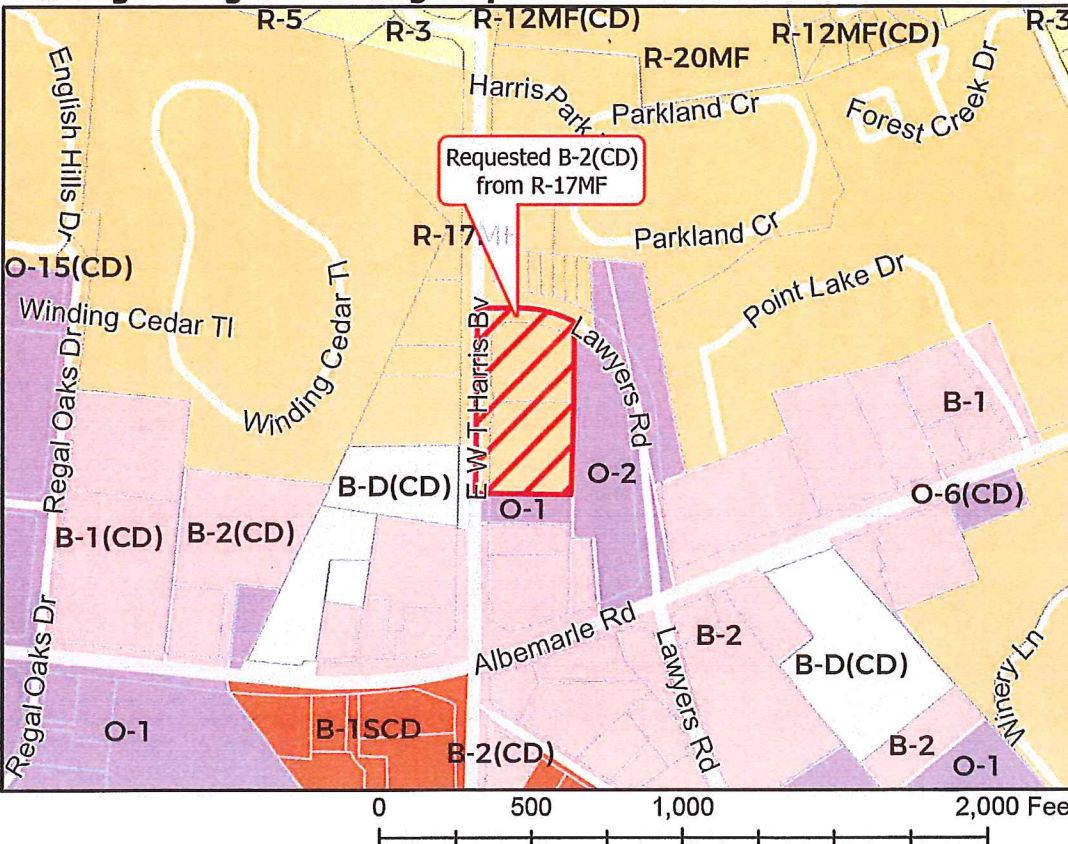 R-5
R-3
R-12MF(CD)
R-20MF
R-12MF(CD)
R-3
English Hills Dr
Harris
Park
Parkland Cr
Forest Creek Dr
Requested B-2(CD)
from R-17MF
R-17MF
Parkland Cr
O-15(CD)
Winding Cedar Tl
Winding Cedar Tl
Point Lake Dr
Regal Oaks Dr
E W T Harris Bv
Lawyers Rd
B-1
B-D(CD)
O-2
O-1
O-6(CD)
B-1(CD)
B-2(CD)
Albemarle Rd
B-2
Lawyers Rd
B-D(CD)
Winery Ln
Regal Oaks Dr
O-1
B-1SCD
B-2(CD)
B-2
O-1
0
500
1,000
2,000 Fee